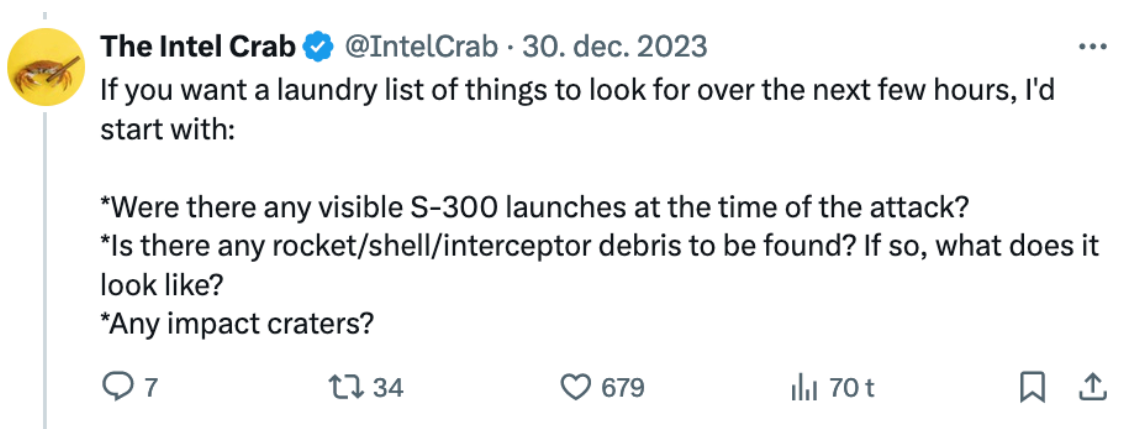 The Intel Crab @IntelCrab · 30. dec. 2023
If you want a laundry list of things to look for over the next few hours, I'd
start with:
*Were there any visible S-300 launches at the time of the attack?
*Is there any rocket/shell/interceptor debris to be found? If so, what does it
look like?
*Any impact craters?
7 34 679 70 t